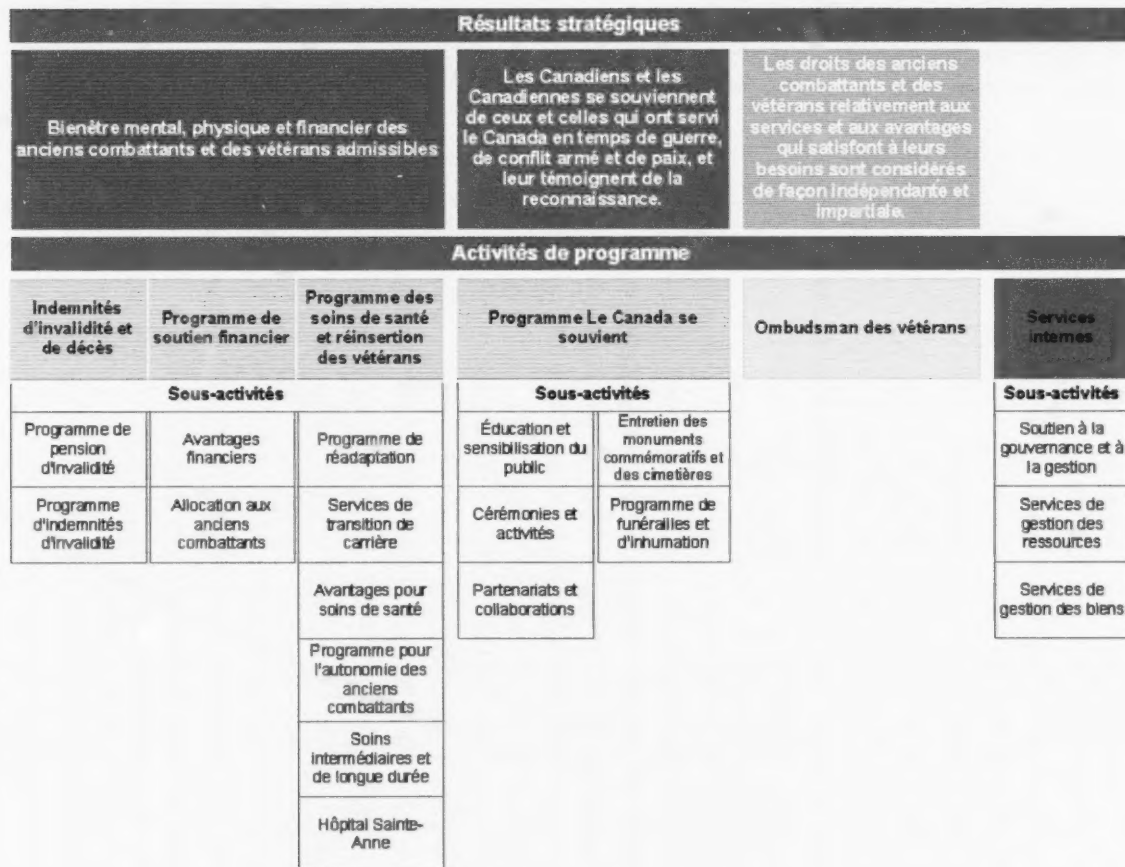 Résultats stratégiques
Bienêtre mental, physique et financier des
anciens combattants et des vétérans admissibles
Les Canadiens et les
Canadiennes se souviennent
de ceux et celles qui ont servi
le Canada en temps de guerre,
de conflit armé et de paix, et
leur témoignent de la
reconnaissance.
Les droits des anciens
combattants et des
vétérans relativement aux
services et aux avantages
qui satisfont à leurs
besoins sont considérés
de façon indépendante et
impartiale.
Activités de programme
Indemnités
d'invalidité et
de décès
Programme de
soutien financier
Programme des
soins de santé
et réinsertion
des vétérans
Programme Le Canada se
souvient
Ombudsman des vétérans
Services
internes
Sous-activités
Programme de
pension
d'invalidité
Programme
d'indemnités
d'invalidité
Avantages
financiers
Allocation aux
anciens
combattants
Programme de
réadaptation
Services de
transition de
carrière
Avantages pour
soins de santé
Programme pour
l'autonomie des
anciens
combattants
Soins
intermédiaires et
de longue durée
Hôpital Sainte-
Anne
Sous-activités
Éducation et
sensibilisation du
public
Cérémonies et
activités
Partenariats et
collaborations
Entretien des
monuments
commémoratifs et
des cimetières
Programme de
funérailles et
d'inhumation
Sous-activités
Soutien à la
gouvernance et à
la gestion
Services de
gestion des
ressources
Services de
gestion des biens